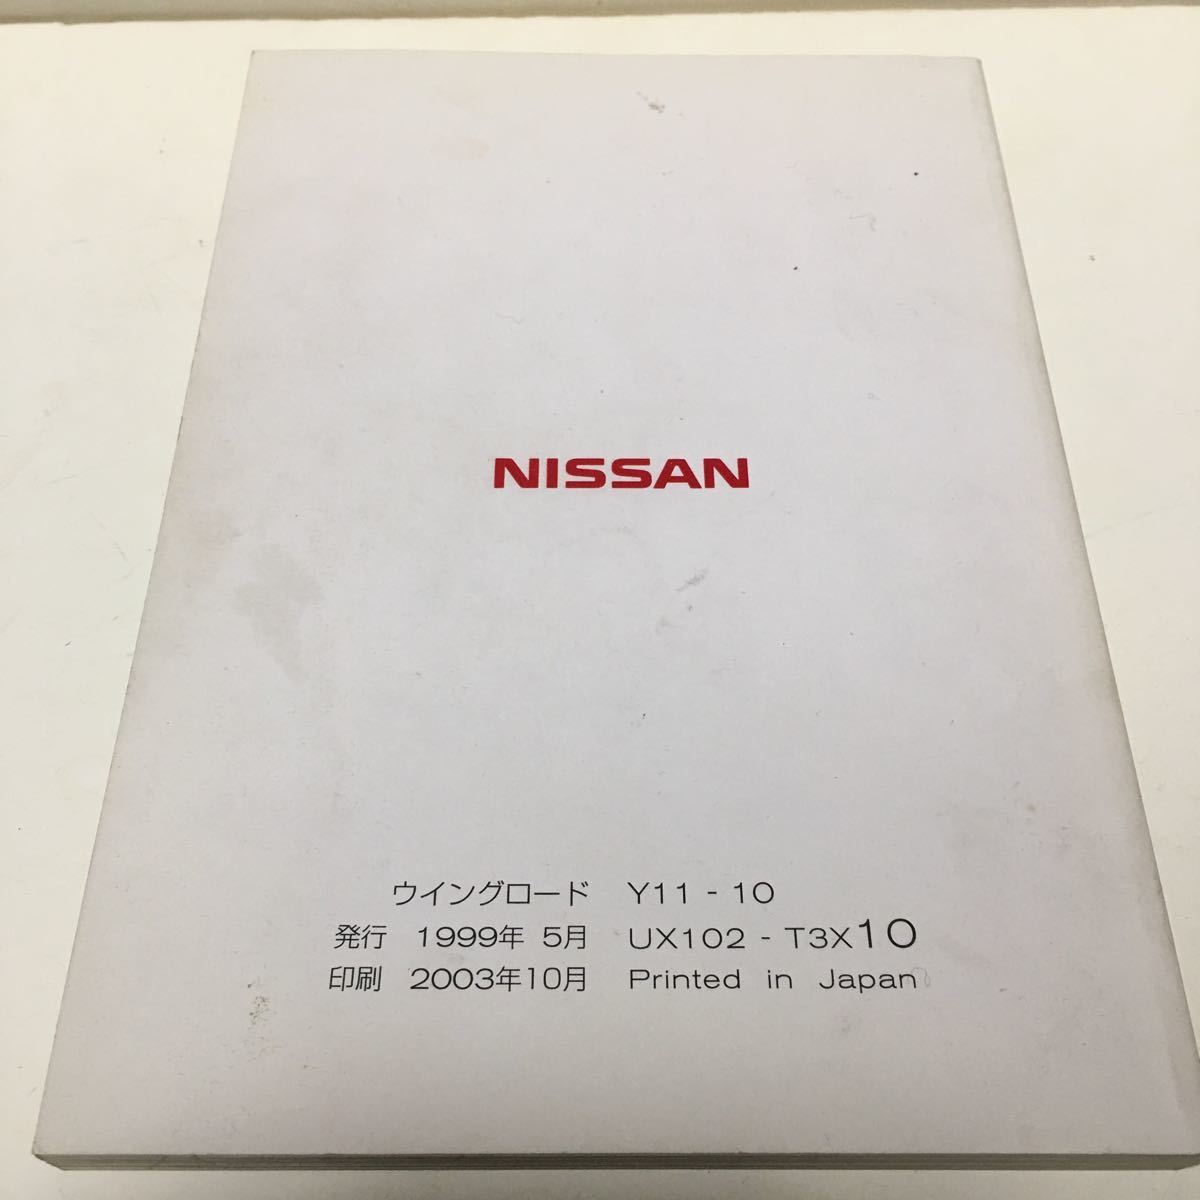 NISSAN
ウイングロード Y11 - 10
発行 1999年 5月 UX102 - T3X10
印刷 2003年10月 Printed in Japan